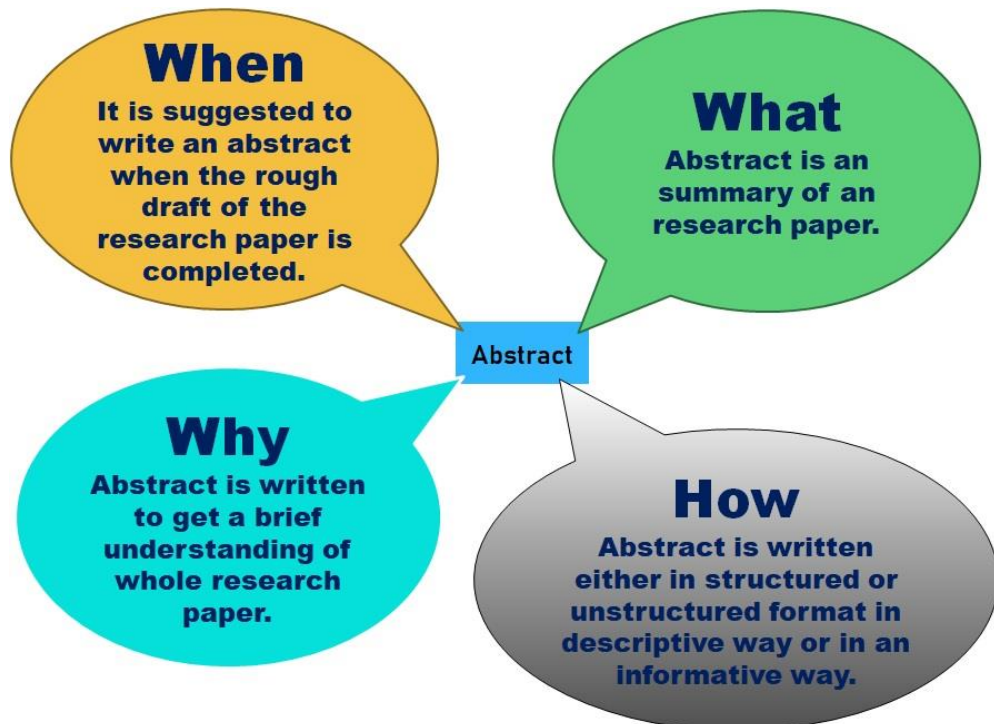 When
It is suggested to
write an abstract
when the rough
draft of the
research paper is
completed.
What
Abstract is an
summary of an
research paper.
Abstract
Why
Abstract is written
to get a brief
understanding of
whole research
paper.
How
Abstract is written
either in structured or
unstructured format in
descriptive way or in an
informative way.